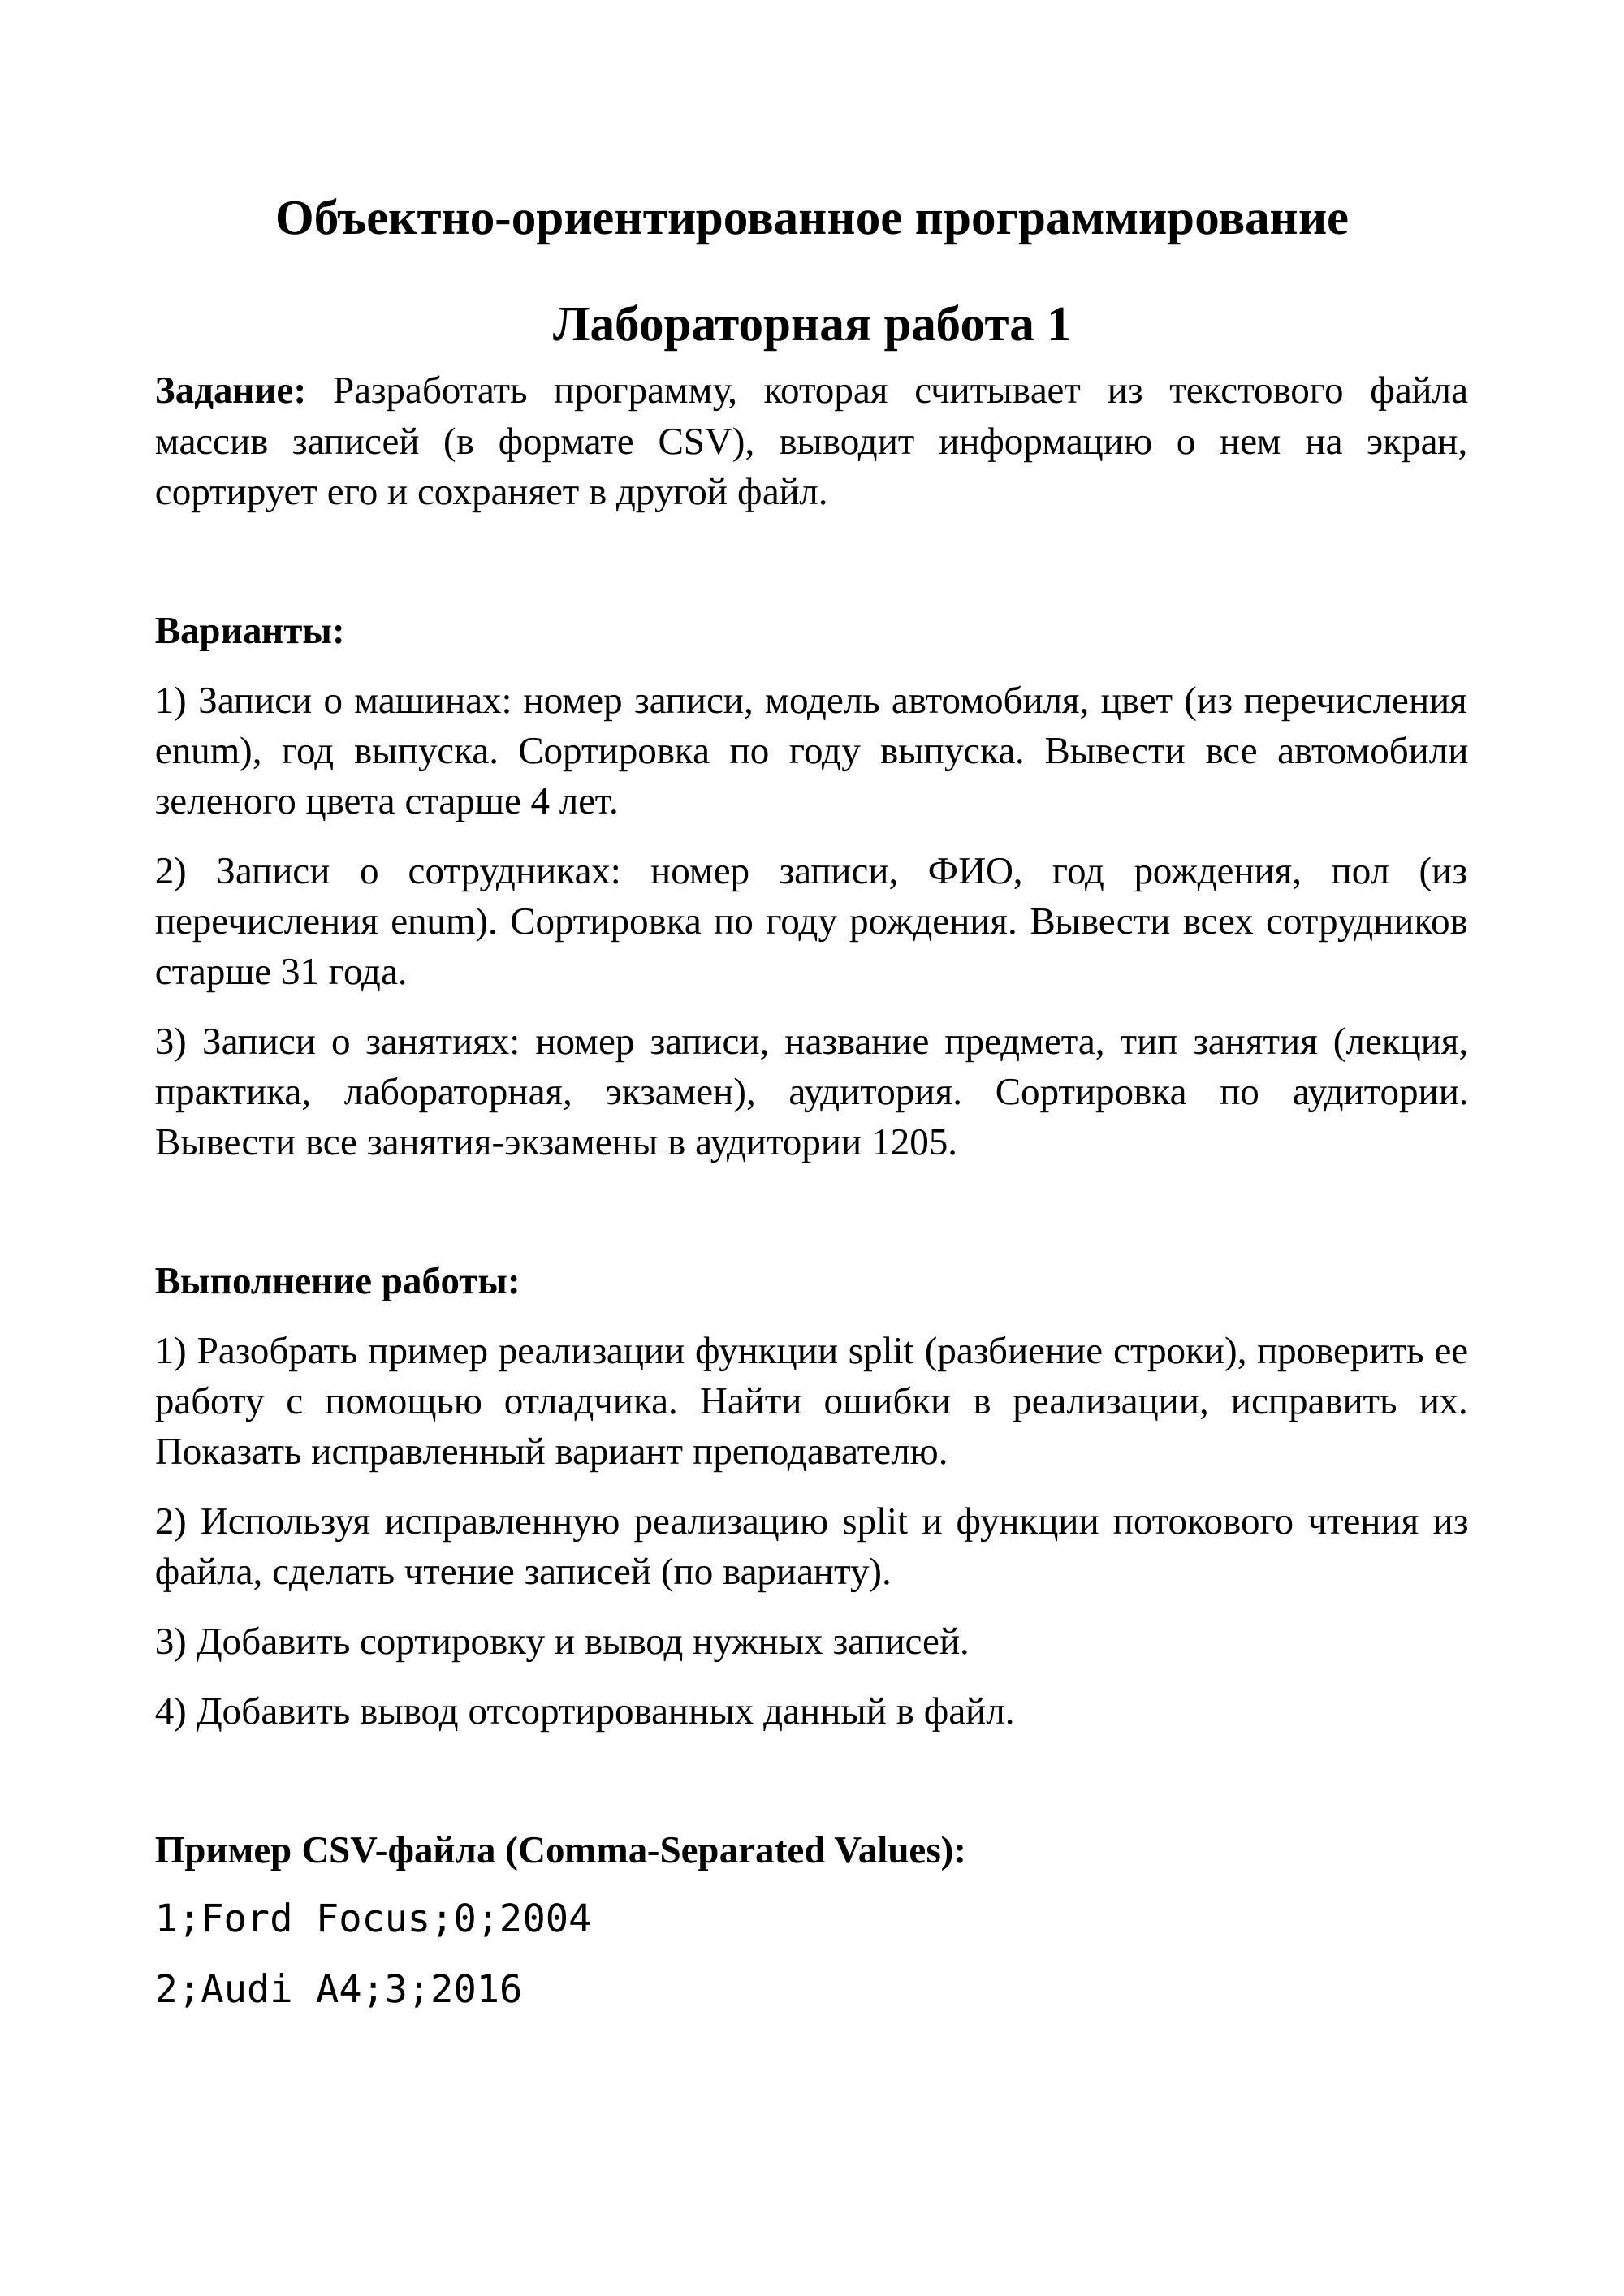 Объектно-ориентированное программирование
Лабораторная работа 1
Задание: Разработать программу, которая считывает из текстового файла
массив записей (в формате CSV), выводит информацию о нем на экран,
сортирует его и сохраняет в другой файл.
Варианты:
1) Записи о машинах: номер записи, модель автомобиля, цвет (из перечисления
enum), год выпуска. Сортировка по году выпуска. Вывести все автомобили
зеленого цвета старше 4 лет.
2) Записи о сотрудниках: номер записи, ФИО, год рождения, пол (из
перечисления enum). Сортировка по году рождения. Вывести всех сотрудников
старше 31 года.
3) Записи о занятиях: номер записи, название предмета, тип занятия (лекция,
практика, лабораторная, экзамен), аудитория. Сортировка по аудитории.
Вывести все занятия-экзамены в аудитории 1205.
Выполнение работы:
1) Разобрать пример реализации функции split (разбиение строки), проверить ее
работу с помощью отладчика. Найти ошибки в реализации, исправить их.
Показать исправленный вариант преподавателю.
2) Используя исправленную реализацию split и функции потокового чтения из
файла, сделать чтение записей (по варианту).
3) Добавить сортировку и вывод нужных записей.
4) Добавить вывод отсортированных данный в файл.
Пример CSV-файла (Comma-Separated Values):
1;Ford Focus;0;2004
2;Audi A4;3;2016